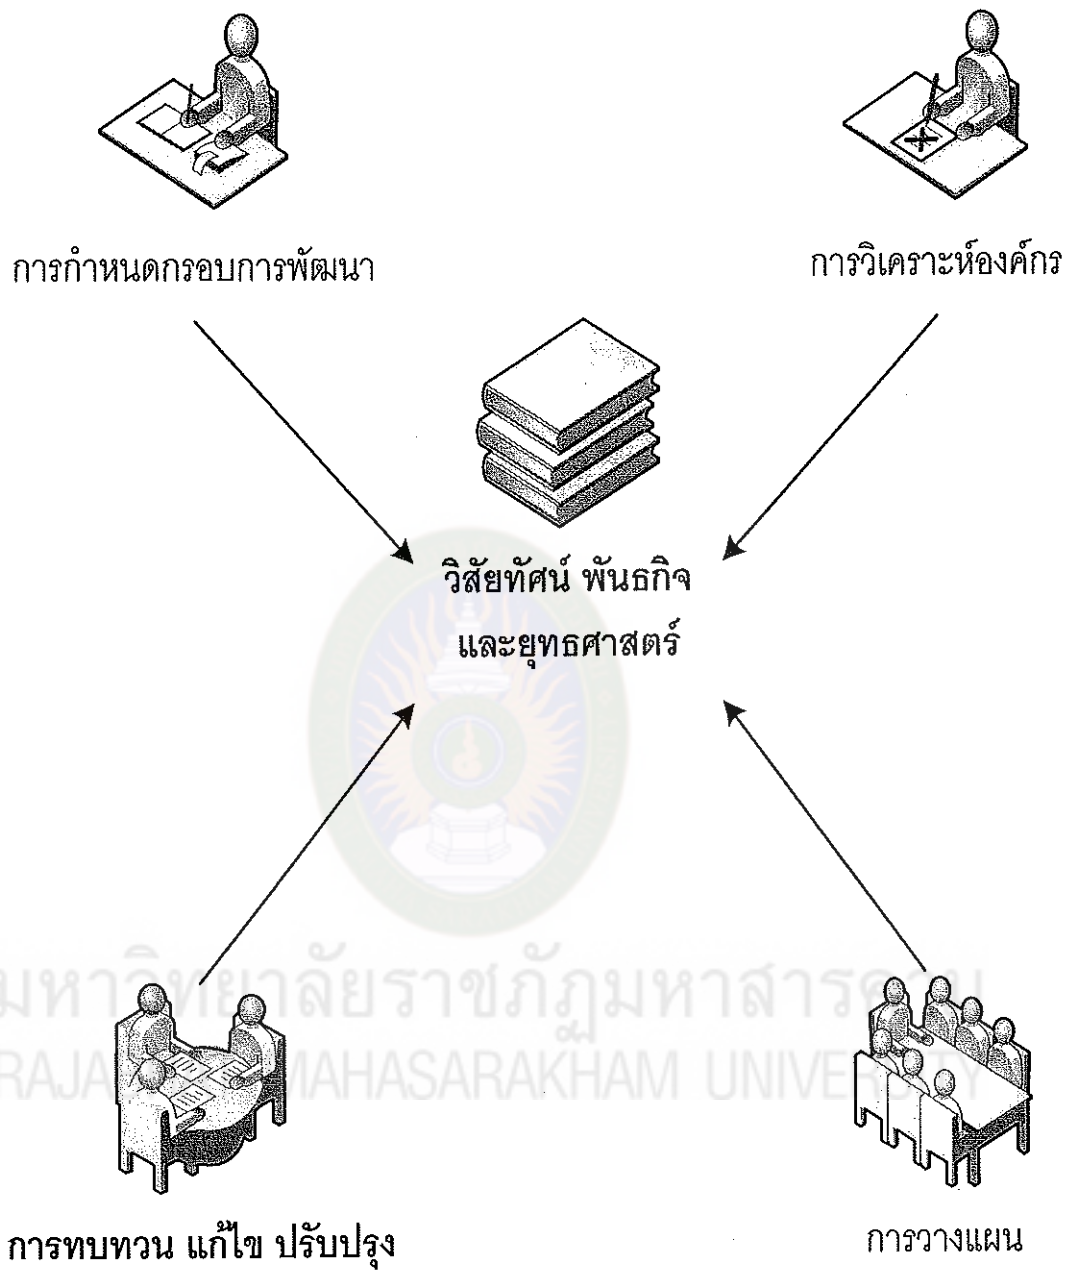 การกำหนดกรอบการพัฒนา
การวิเคราะห์องค์กร
วิสัยทัศน์ พันธกิจ
และยุทธศาสตร์
มหาวิทยาลัยราชภัฏมหาสารคาม
MAHASARAKHAM UNIVERSITY
การทบทวน แก้ไข ปรับปรุง
การวางแผน